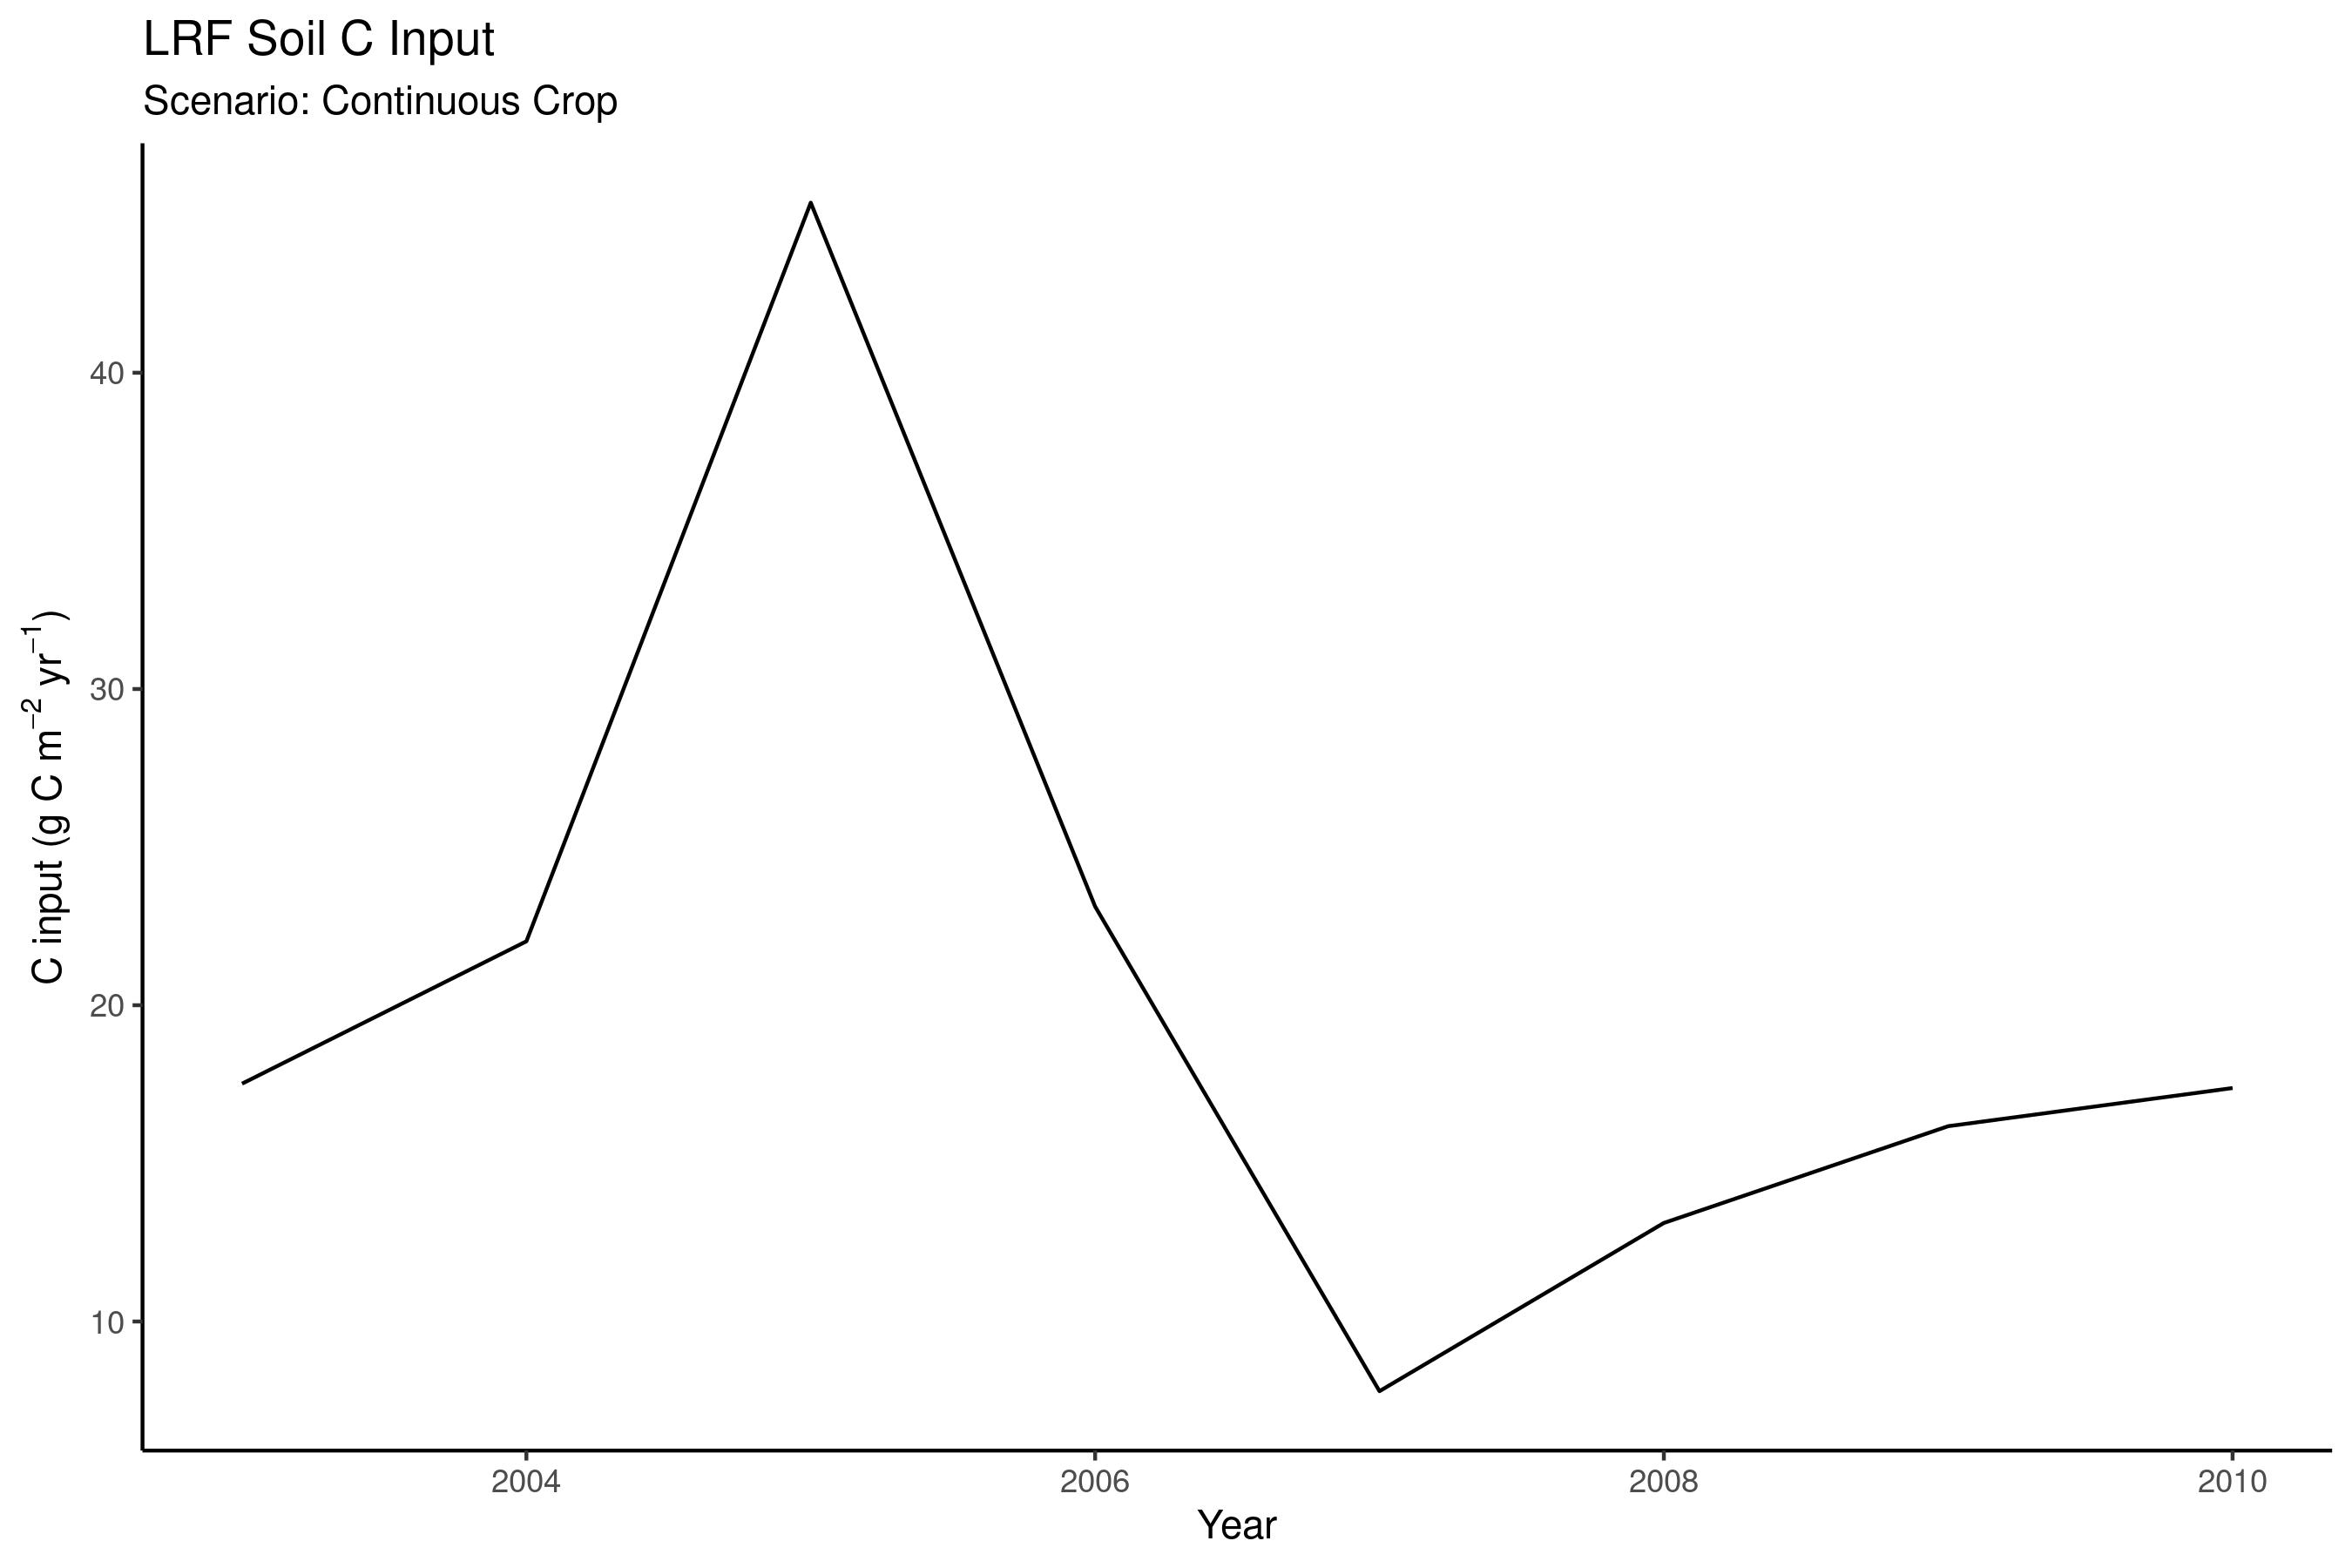 LRF Soil C Input
Scenario: Continuous Crop
C input (g C m⁻² yr⁻¹)
40
30
20
10
2004 2006 2008 2010
Year